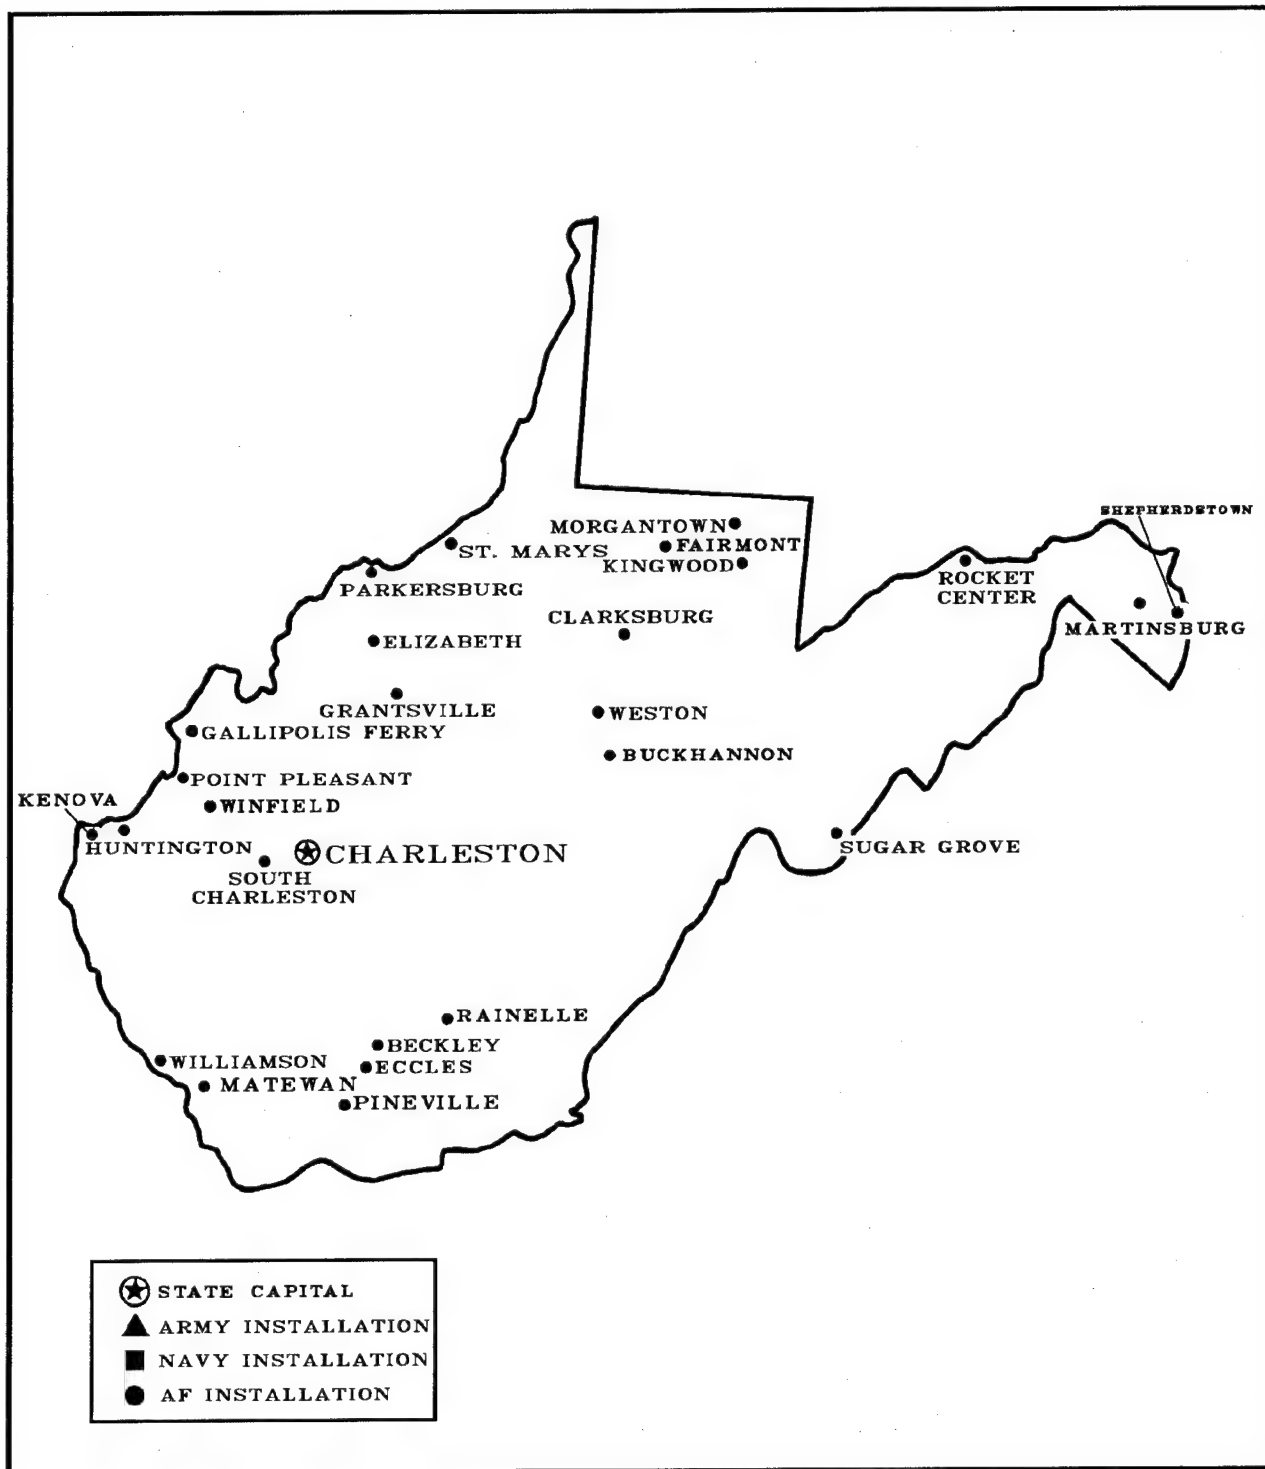 SHEPHERDSTOWN
MORGANTOWN
ST. MARYS
FAIRMONT
KINGWOOD
PARKERSBURG
ROCKET
CENTER
CLARKSBURG
MARTINSBURG
ELIZABETH
GRANTSVILLE
WESTON
GALLIPOLIS FERRY
BUCKHANNON
POINT PLEASANT
KENOVA
WINFIELD
HUNTINGTON
CHARLESTON
SUGAR GROVE
SOUTH
CHARLESTON
RAINELLE
BECKLEY
WILLIAMSON
ECCLES
MATEWAN
PINEVILLE
STATE CAPITAL
ARMY INSTALLATION
NAVY INSTALLATION
AF INSTALLATION